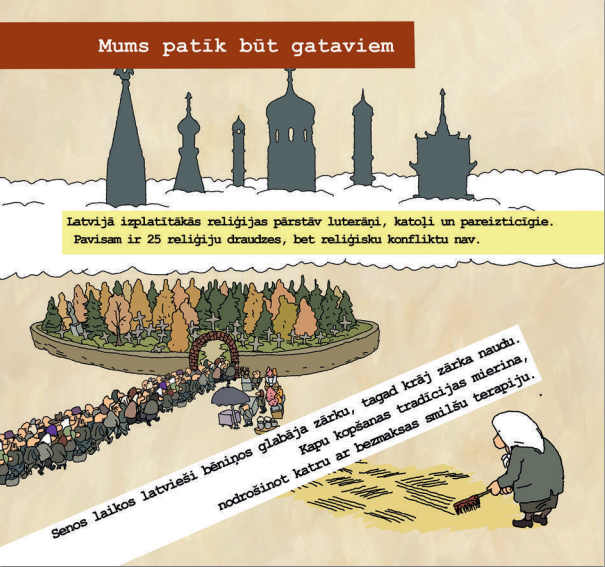 Mums patīk būt gataviem
Latvijā izplatītākās reliģijas pārstāv luterāņi, katoļi un pareizticīgie.
Pavisam ir 25 reliģiju draudzes, bet reliģisku konfliktu nav.
Senos laikos latvieši bēniņos glabāja zārku, tagad krāj zārka naudu.
Kapu kopšanas tradīcijas mierina,
nodrošinot katru ar bezmaksas smilšu terapiju.